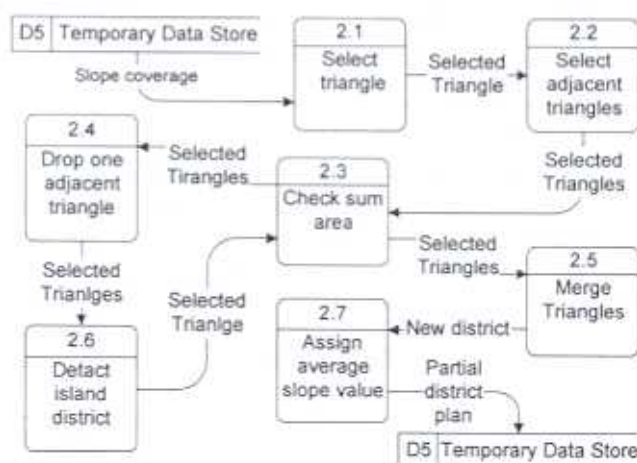 D5 Temporary Data Store
Slope coverage
2.1
Select
triangle
Selected
Triangle
2.2
Select
adjacent
triangles
2.4
Drop one
adjacent
triangle
Selected
Tirangles
2.3
Check sum
area
Selected
Triangles
Selected
Trianlges
Selected
Trianlge
Selected
Triangles
2.5
Merge
Triangles
2.6
Detact
island
district
2.7
Assign
average
slope value
New district
Partial
district
plan
D5 Temporary Data Store